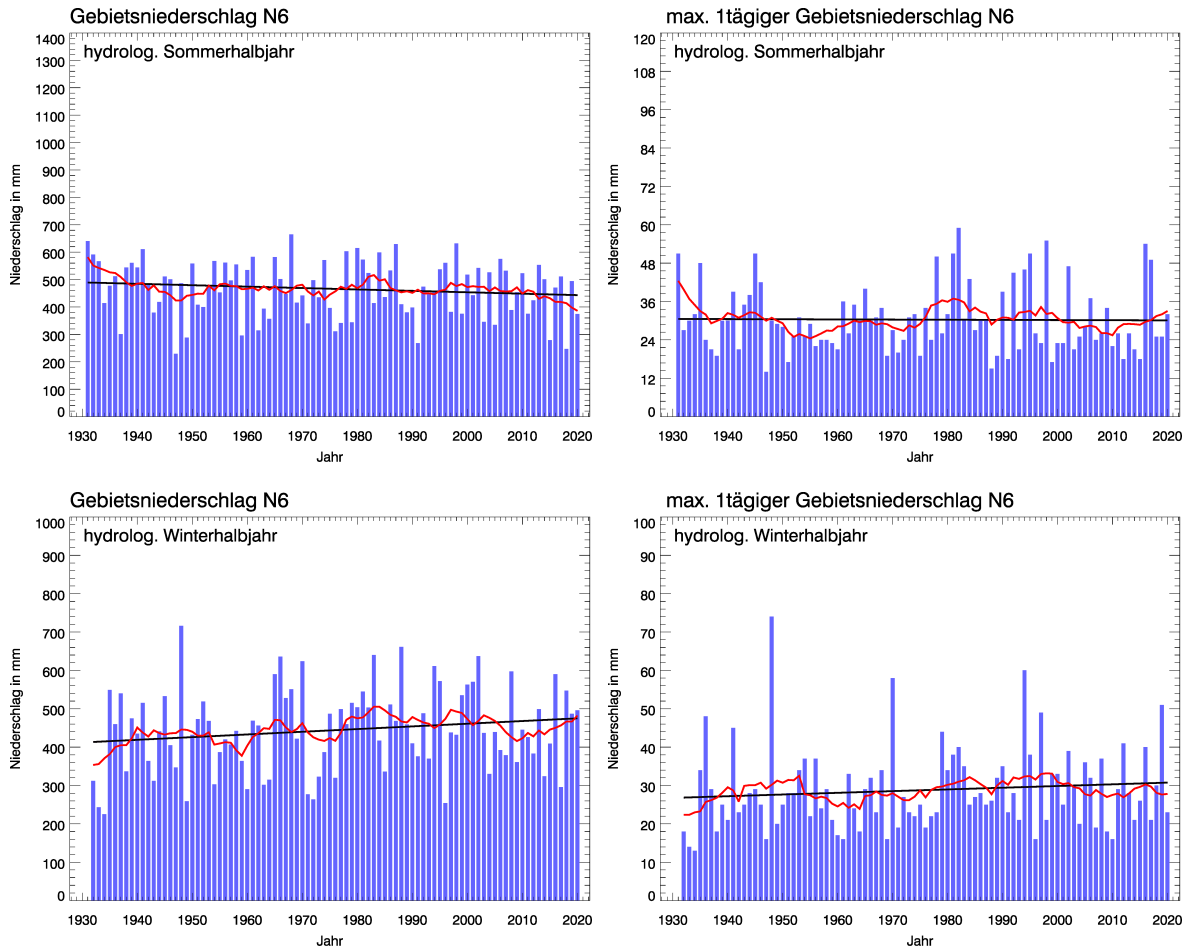 Gebietsniederschlag N6
hydrolog. Sommerhalbjahr
Niederschlag in mm
1400
1300
1200
1100
1000
900
800
700
600
500
400
300
200
100
0
1930 1940 1950 1960 1970 1980 1990 2000 2010 2020
Jahr
max. 1tägiger Gebietsniederschlag N6
hydrolog. Sommerhalbjahr
Niederschlag in mm
120
108
96
84
72
60
48
36
24
12
0
1930 1940 1950 1960 1970 1980 1990 2000 2010 2020
Jahr
Gebietsniederschlag N6
hydrolog. Winterhalbjahr
Niederschlag in mm
1000
900
800
700
600
500
400
300
200
100
0
1930 1940 1950 1960 1970 1980 1990 2000 2010 2020
Jahr
max. 1tägiger Gebietsniederschlag N6
hydrolog. Winterhalbjahr
Niederschlag in mm
100
90
80
70
60
50
40
30
20
10
0
1930 1940 1950 1960 1970 1980 1990 2000 2010 2020
Jahr